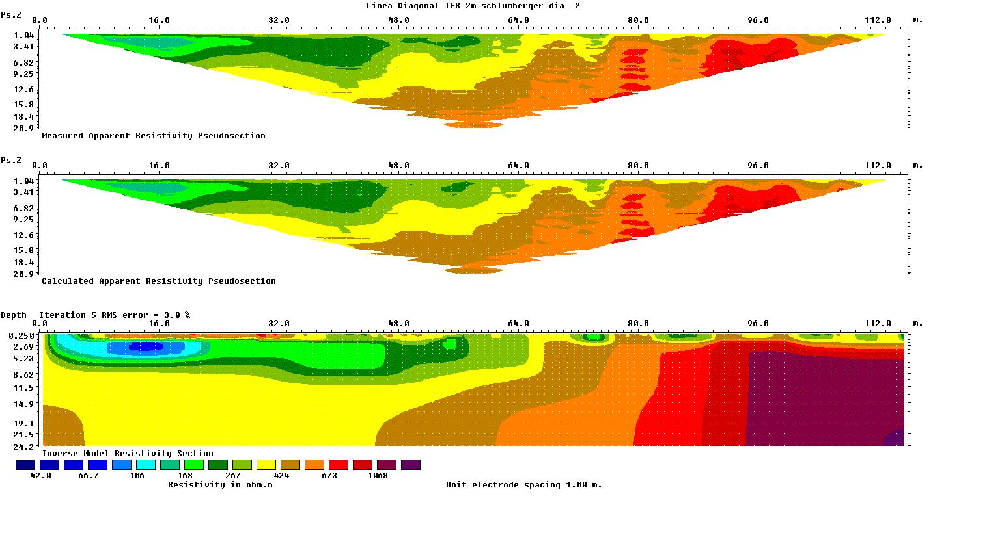 Linea_Diagonal_TER_2m_schlumberger_dia _2
Ps.Z
0.0 16.0 32.0 48.0 64.0 80.0 96.0 112.0 m.
1.04
3.41
6.82
9.25
12.6
15.8
18.4
20.9
Measured Apparent Resistivity Pseudosection
Ps.Z
0.0 16.0 32.0 48.0 64.0 80.0 96.0 112.0 m.
1.04
3.41
6.82
9.25
12.6
15.8
18.4
20.9
Calculated Apparent Resistivity Pseudosection
Depth Iteration 5 RMS error = 3.0 %
0.0 16.0 32.0 48.0 64.0 80.0 96.0 112.0 m.
0.250
2.69
5.23
8.62
11.5
14.9
19.1
21.5
24.2
Inverse Model Resistivity Section
42.0 66.7 106 168 267 424 673 1068
Resistivity in ohm.m Unit electrode spacing 1.00 m.